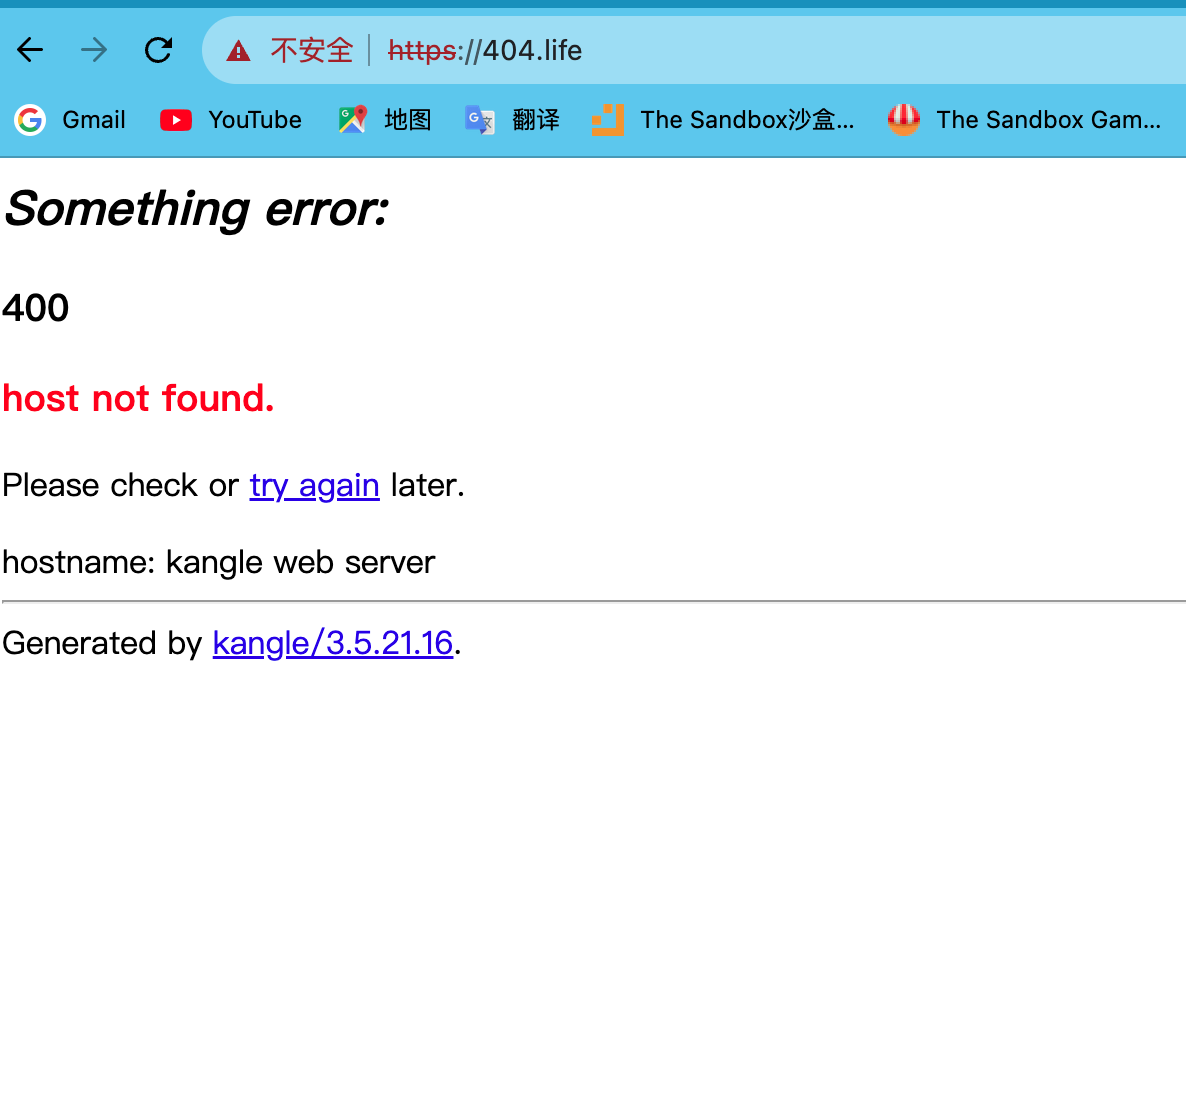 不安全 | https://404.life
Gmail YouTube 地图 翻译 The Sandbox沙盒... The Sandbox Gam...
Something error:
400
host not found.
Please check or try again later.
hostname: kangle web server
Generated by kangle/3.5.21.16.